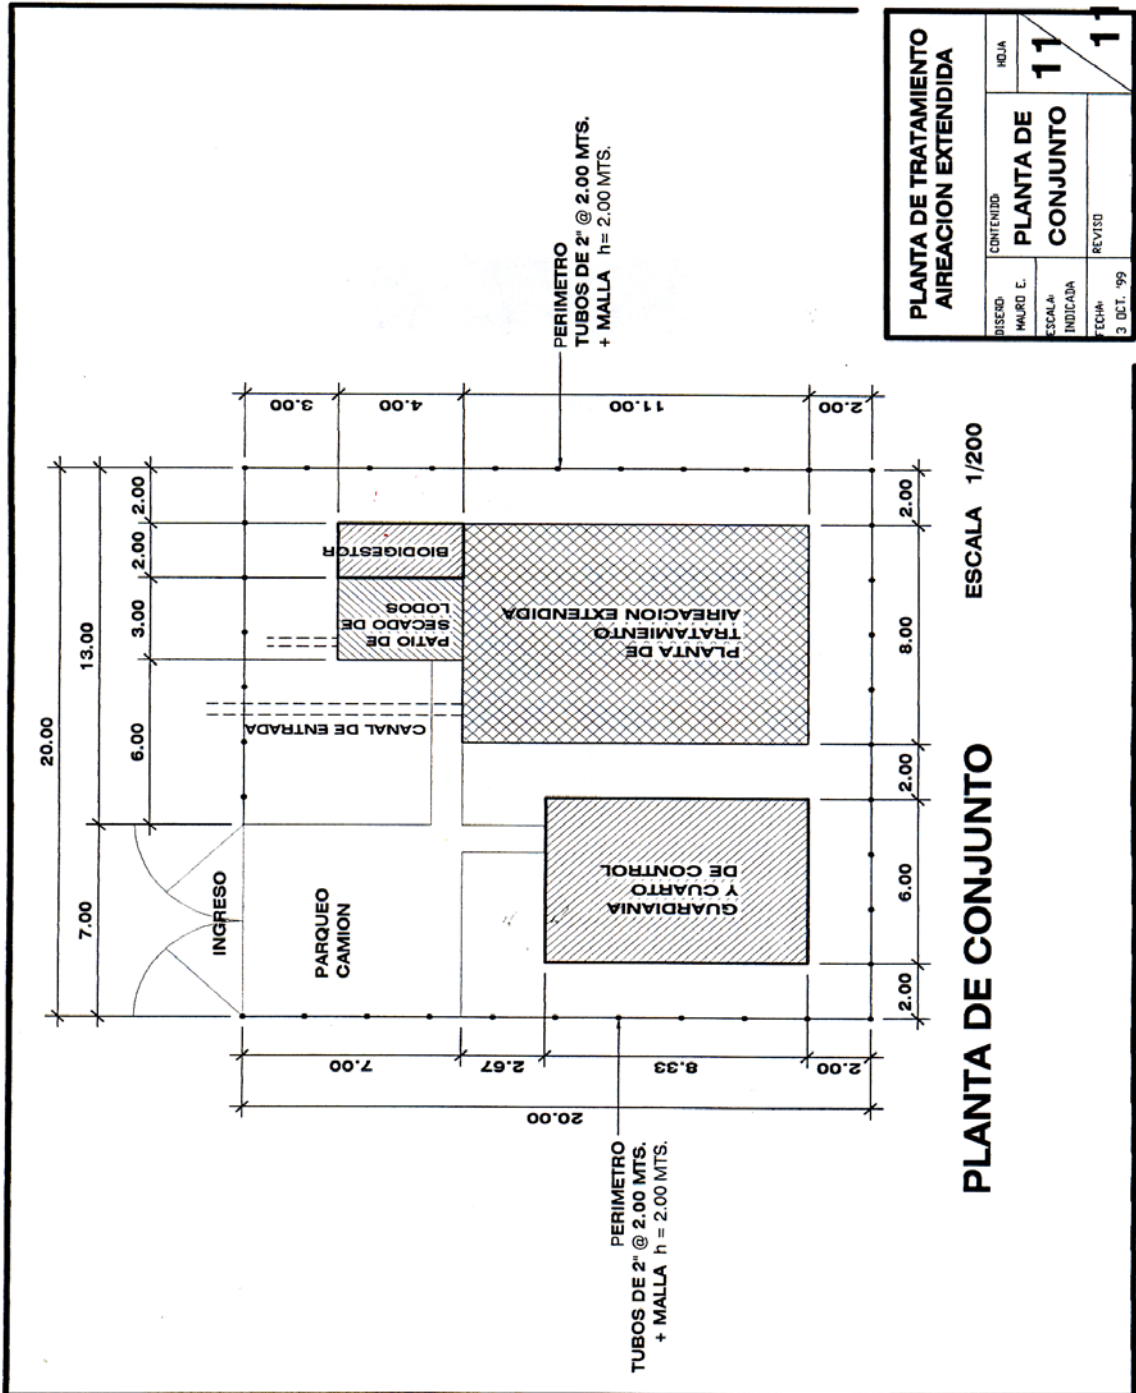 PLANTA DE TRATAMIENTO
AIREACION EXTENDIDA
DISEÑO:
MAURO E.
ESCALA:
INDICADA
FECHA:
3 OCT. '99
CONTENIDO:
PLANTA DE
CONJUNTO
REVISO
HOJA
11
11
PERIMETRO
TUBOS DE 2" @ 2.00 MTS.
+ MALLA h= 2.00 MTS.
20.00
7.00
13.00
6.00
3.00
2.00
2.00
3.00
4.00
11.00
2.00
INGRESO
PARQUEO
CAMION
CANAL DE ENTRADA
PATIO DE
SECADO DE
LODOS
BIODIGESTOR
PLANTA DE
TRATAMIENTO
AIREACION EXTENDIDA
GUARDIANIA
Y CUARTO
DE CONTROL
7.00
2.67
8.33
2.00
20.00
2.00
6.00
2.00
8.00
2.00
PERIMETRO
TUBOS DE 2" @ 2.00 MTS.
+ MALLA h = 2.00 MTS.
PLANTA DE CONJUNTO
ESCALA 1/200